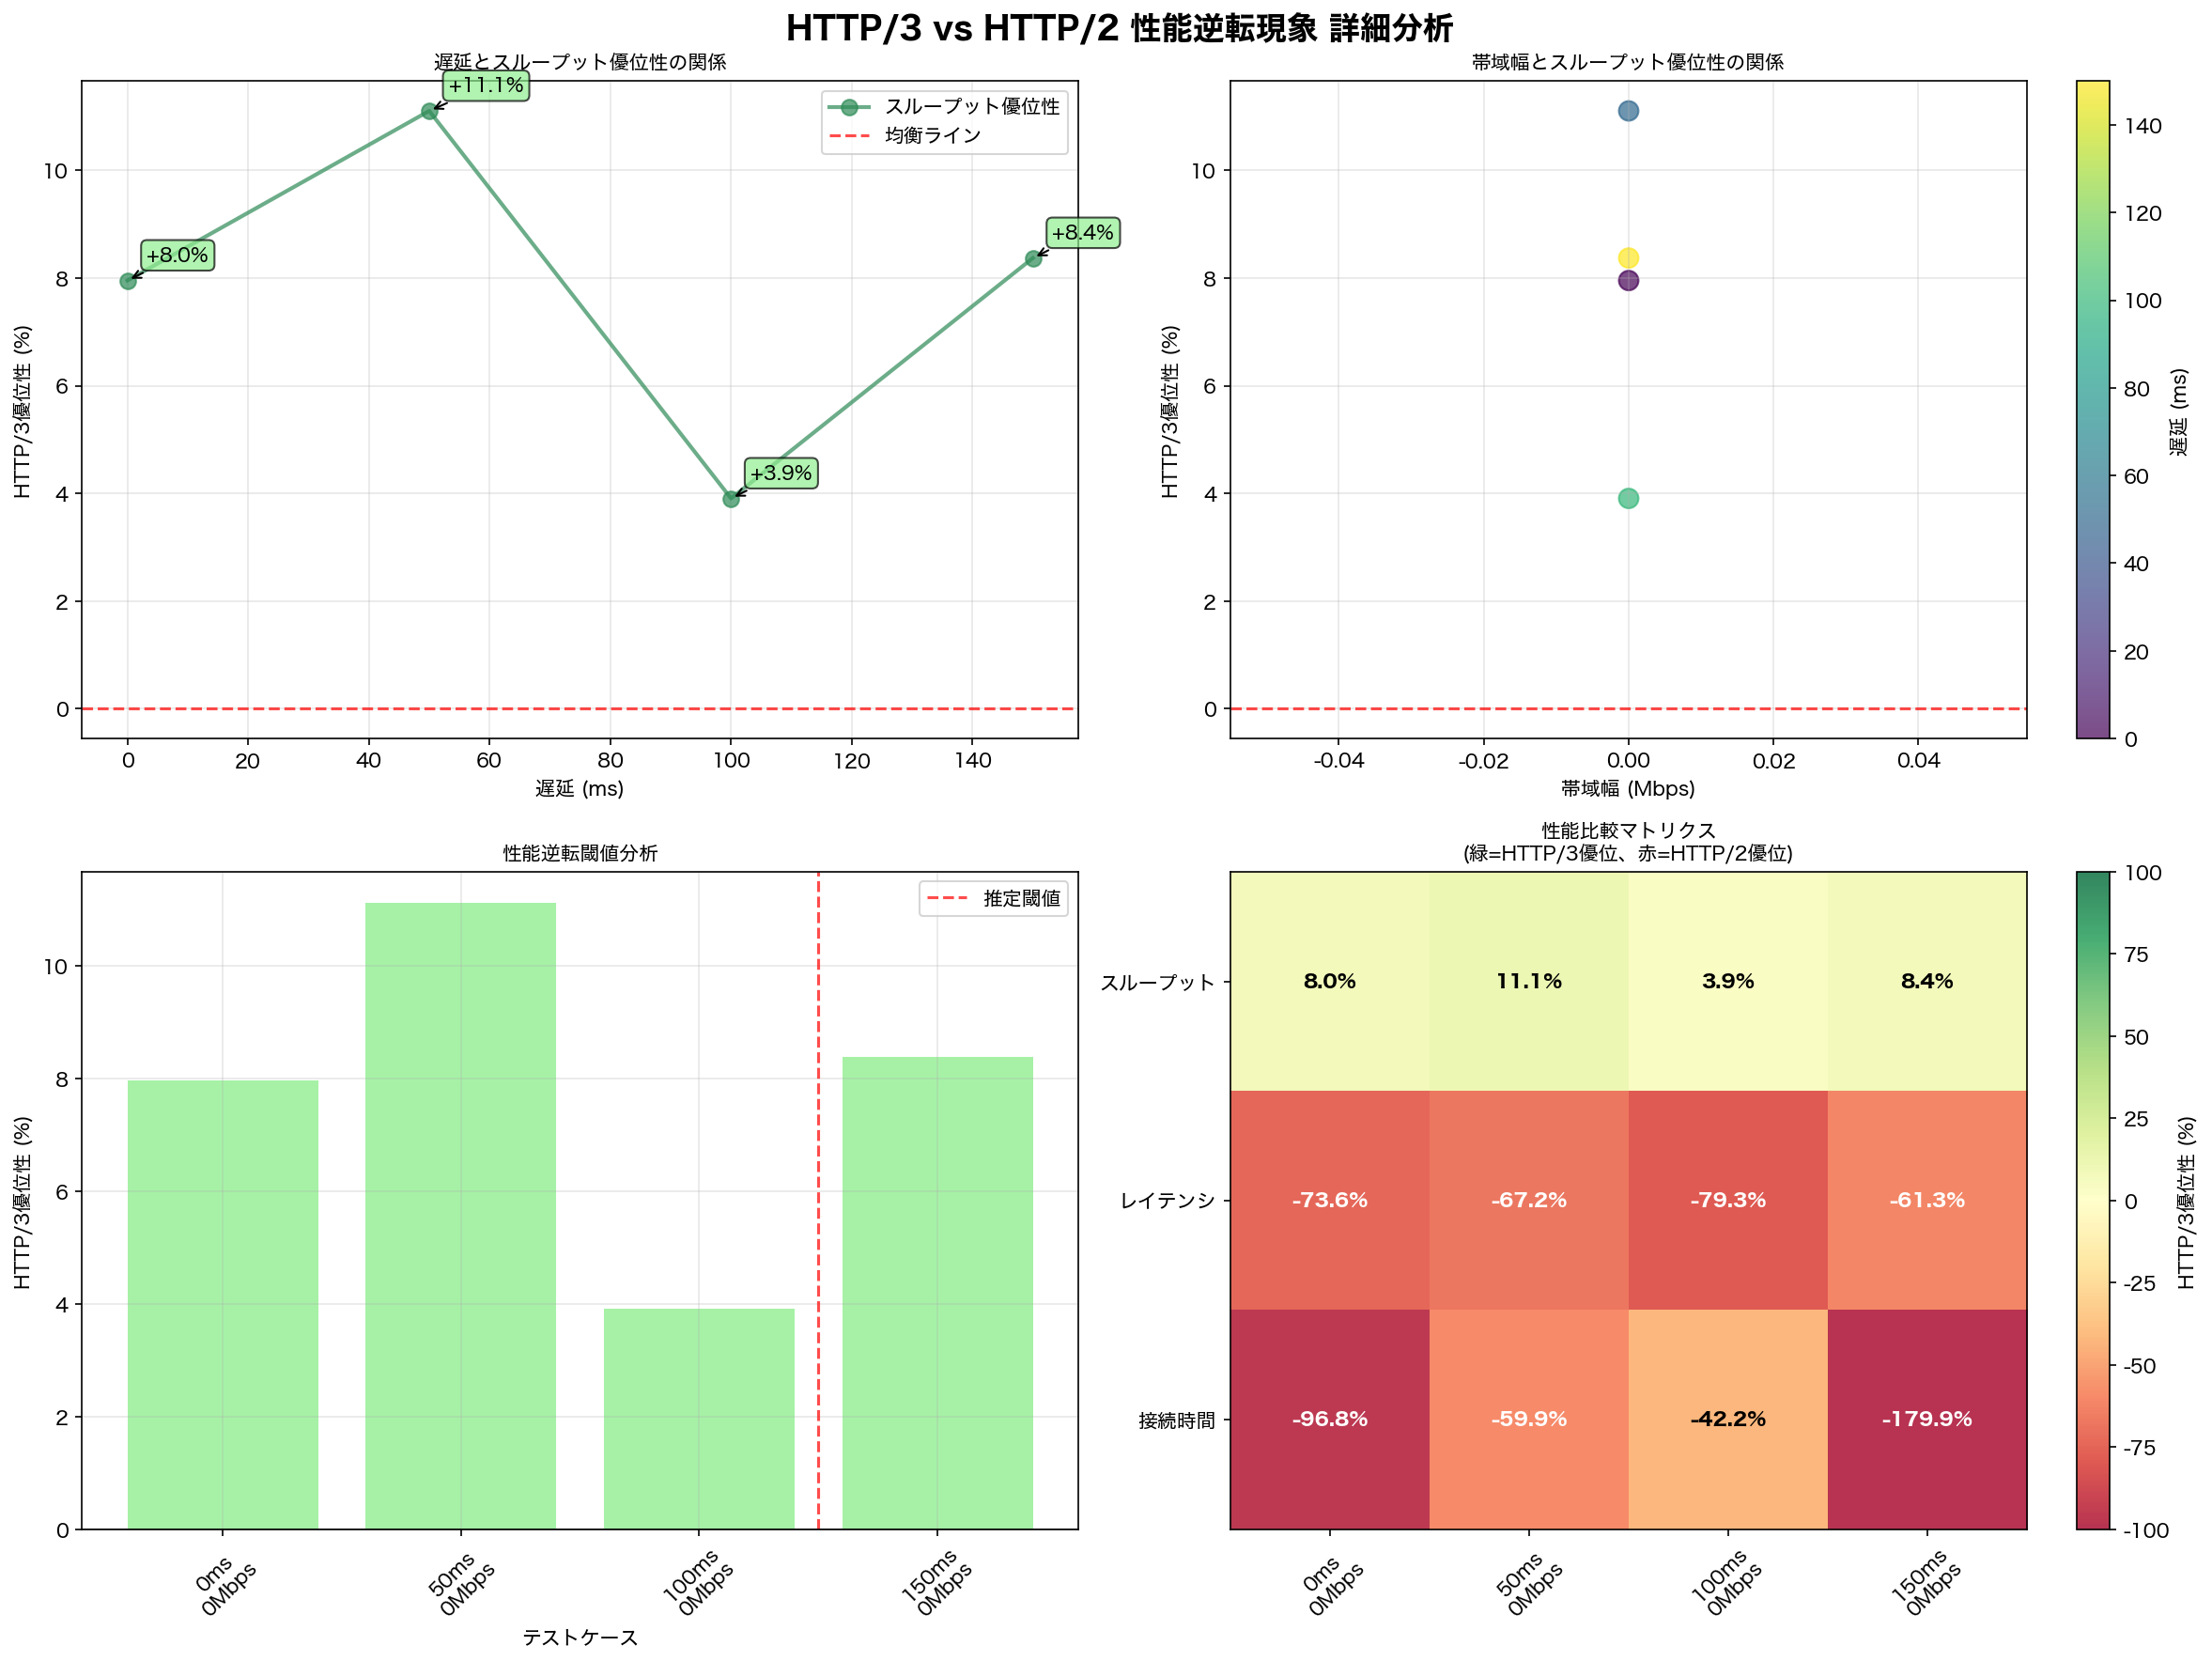 HTTP/3 vs HTTP/2 性能逆転現象 詳細分析
遅延とスループット優位性の関係
HTTP/3優位性 (%)
10
8
6
4
2
0
+8.0%
+11.1%
+3.9%
+8.4%
スループット優位性
均衡ライン
0
20
40
60
80
100
120
140
遅延 (ms)
帯域幅とスループット優位性の関係
HTTP/3優位性 (%)
10
8
6
4
2
0
-0.04
-0.02
0.00
0.02
0.04
帯域幅 (Mbps)
140
120
100
80
60
40
20
0
遅延 (ms)
性能逆転閾値分析
HTTP/3優位性 (%)
10
8
6
4
2
0
推定閾値
0ms
0Mbps
50ms
0Mbps
100ms
0Mbps
150ms
0Mbps
テストケース
性能比較マトリクス
(緑=HTTP/3優位、赤=HTTP/2優位)
スループット
8.0%
11.1%
3.9%
8.4%
レイテンシ
-73.6%
-67.2%
-79.3%
-61.3%
接続時間
-96.8%
-59.9%
-42.2%
-179.9%
0ms
0Mbps
50ms
0Mbps
100ms
0Mbps
150ms
0Mbps
100
75
50
25
0
-25
-50
-75
-100
HTTP/3優位性 (%)